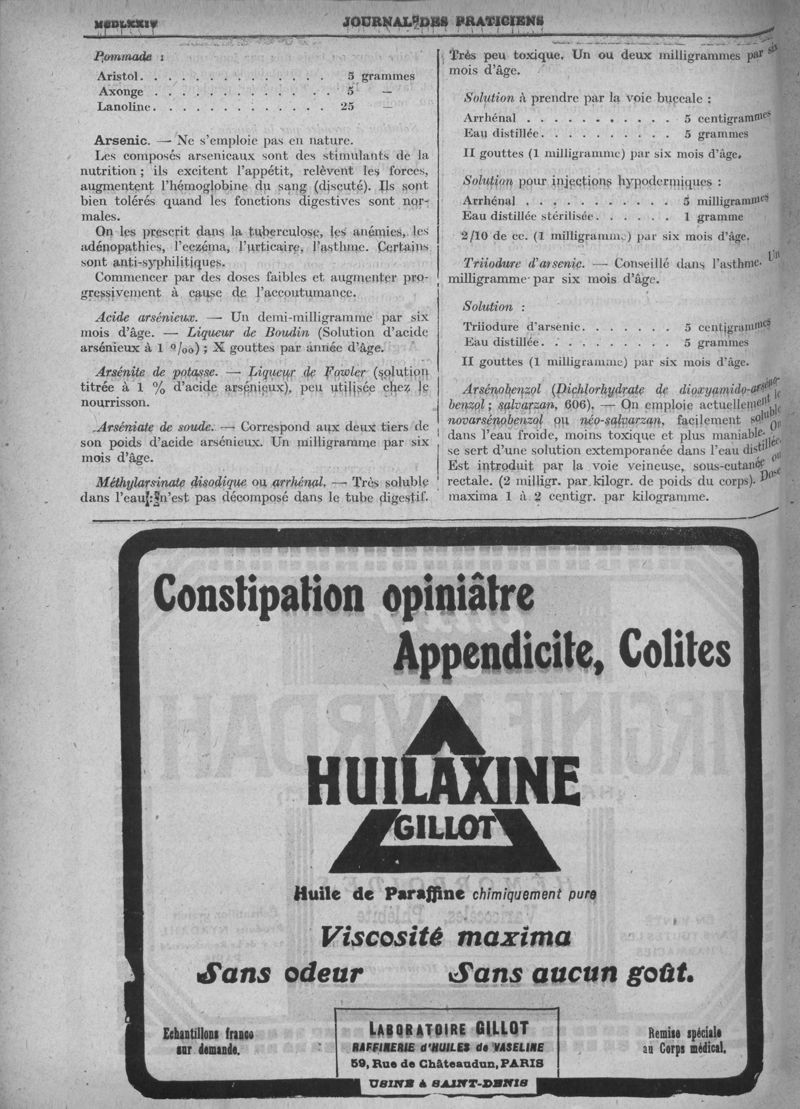 MCDLXXIV
JOURNAL DES PRATICIENS
Pommade :
Aristol. . . . . . . . . . . . . . 5 grammes
Axonge . . . . . . . . . . . . . 5 —
Lanoline. . . . . . . . . . . . . 25 —
Arsenic. — Ne s'emploie pas en nature.
Les composés arsenicaux sont des stimulants de la
nutrition ; ils excitent l'appétit, relèvent les forces,
augmentent l'hémoglobine du sang (discuté). Ils sont
bien tolérés quand les fonctions digestives sont nor-
males.
On les prescrit dans la tuberculose, les anémies, les
adénopathies, l'eczéma, l'urticaire, l'asthme. Certains
sont anti-syphilitiques.
Commencer par des doses faibles et augmenter pro-
gressivement à cause de l'accoutumance.
Acide arsénieux. — Un demi-milligramme par six
mois d'âge. — Liqueur de Boudin (Solution d'acide
arsénieux à 1 °/₀₀) ; X gouttes par année d'âge.
Arsénite de potasse. — Liqueur de Fowler (solution
titrée à 1 % d'acide arsénieux), peu utilisée chez le
nourrisson.
Arséniate de soude. — Correspond aux deux tiers de
son poids d'acide arsénieux. Un milligramme par six
mois d'âge.
Méthylarsinate disodique ou arrhénal. — Très soluble
dans l'eau ; n'est pas décomposé dans le tube digestif.
Très peu toxique. Un ou deux milligrammes par six
mois d'âge.
Solution à prendre par la voie buccale :
Arrhénal . . . . . . . . . . . 5 centigrammes
Eau distillée. . . . . . . . . . 5 grammes
II gouttes (1 milligramme) par six mois d'âge.
Solution pour injections hypodermiques :
Arrhénal . . . . . . . . . . . 5 milligrammes
Eau distillée stérilisée. . . . . . 1 gramme
2/10 de cc. (1 milligramme) par six mois d'âge.
Triiodure d'arsenic. — Conseillé dans l'asthme. Un
milligramme par six mois d'âge.
Solution :
Triiodure d'arsenic. . . . . . . 5 centigrammes
Eau distillée. . . . . . . . . . 5 grammes
II gouttes (1 milligramme) par six mois d'âge.
Arsénobenzol (Dichlorhydrate de dioxyamido-arséno-
benzol ; salvarzan, 606). — On emploie actuellement le
novarsénobenzol ou néo-salvarzan, facilement soluble
dans l'eau froide, moins toxique et plus maniable. On
se sert d'une solution extemporanée dans l'eau distillée.
Est introduit par la voie veineuse, sous-cutanée ou
rectale. (2 milligr. par kilogr. de poids du corps). Dose
maxima 1 à 2 centigr. par kilogramme.
Constipation opiniâtre
Appendicite, Colites
HUILAXINE
GILLOT
Huile de Paraffine chimiquement pure
Viscosité maxima
Sans odeur Sans aucun goût.
Echantillons franco
sur demande.
LABORATOIRE GILLOT
RAFFINERIE d'HUILES de VASELINE
59, Rue de Châteaudun, PARIS
USINE à SAINT-DENIS
Remise spéciale
au Corps médical.